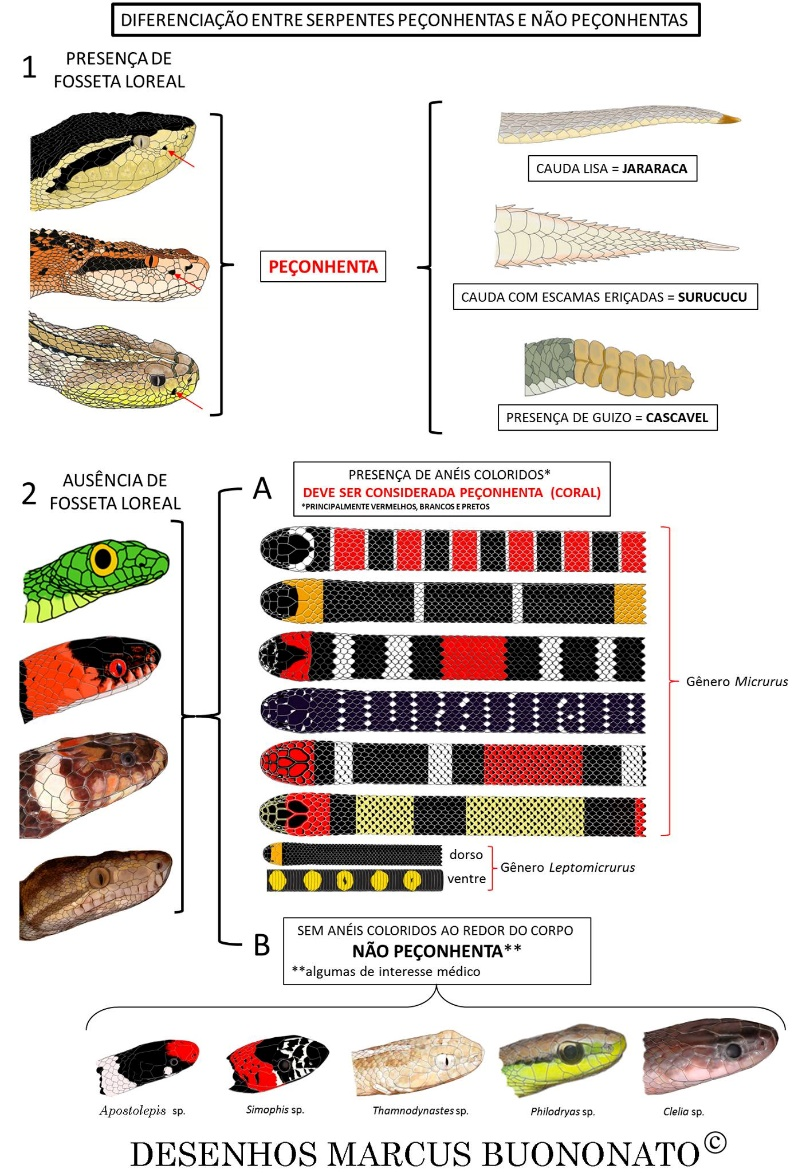 DIFERENCIAÇÃO ENTRE SERPENTES PEÇONHENTAS E NÃO PEÇONHENTAS
1
PRESENÇA DE
FOSSETA LOREAL
PEÇONHENTA
CAUDA LISA = JARARACA
CAUDA COM ESCAMAS ERIÇADAS = SURUCUCU
PRESENÇA DE GUIZO = CASCAVEL
2
AUSÊNCIA DE
FOSSETA LOREAL
A
PRESENÇA DE ANÉIS COLORIDOS*
DEVE SER CONSIDERADA PEÇONHENTA (CORAL)
*PRINCIPALMENTE VERMELHOS, BRANCOS E PRETOS
Gênero Micrurus
dorso
ventre
Gênero Leptomicrurus
B
SEM ANÉIS COLORIDOS AO REDOR DO CORPO
NÃO PEÇONHENTA**
**algumas de interesse médico
Apostolepis sp.
Simophis sp.
Thamnodynastes sp.
Philodryas sp.
Clelia sp.
DESENHOS MARCUS BUONONATO©